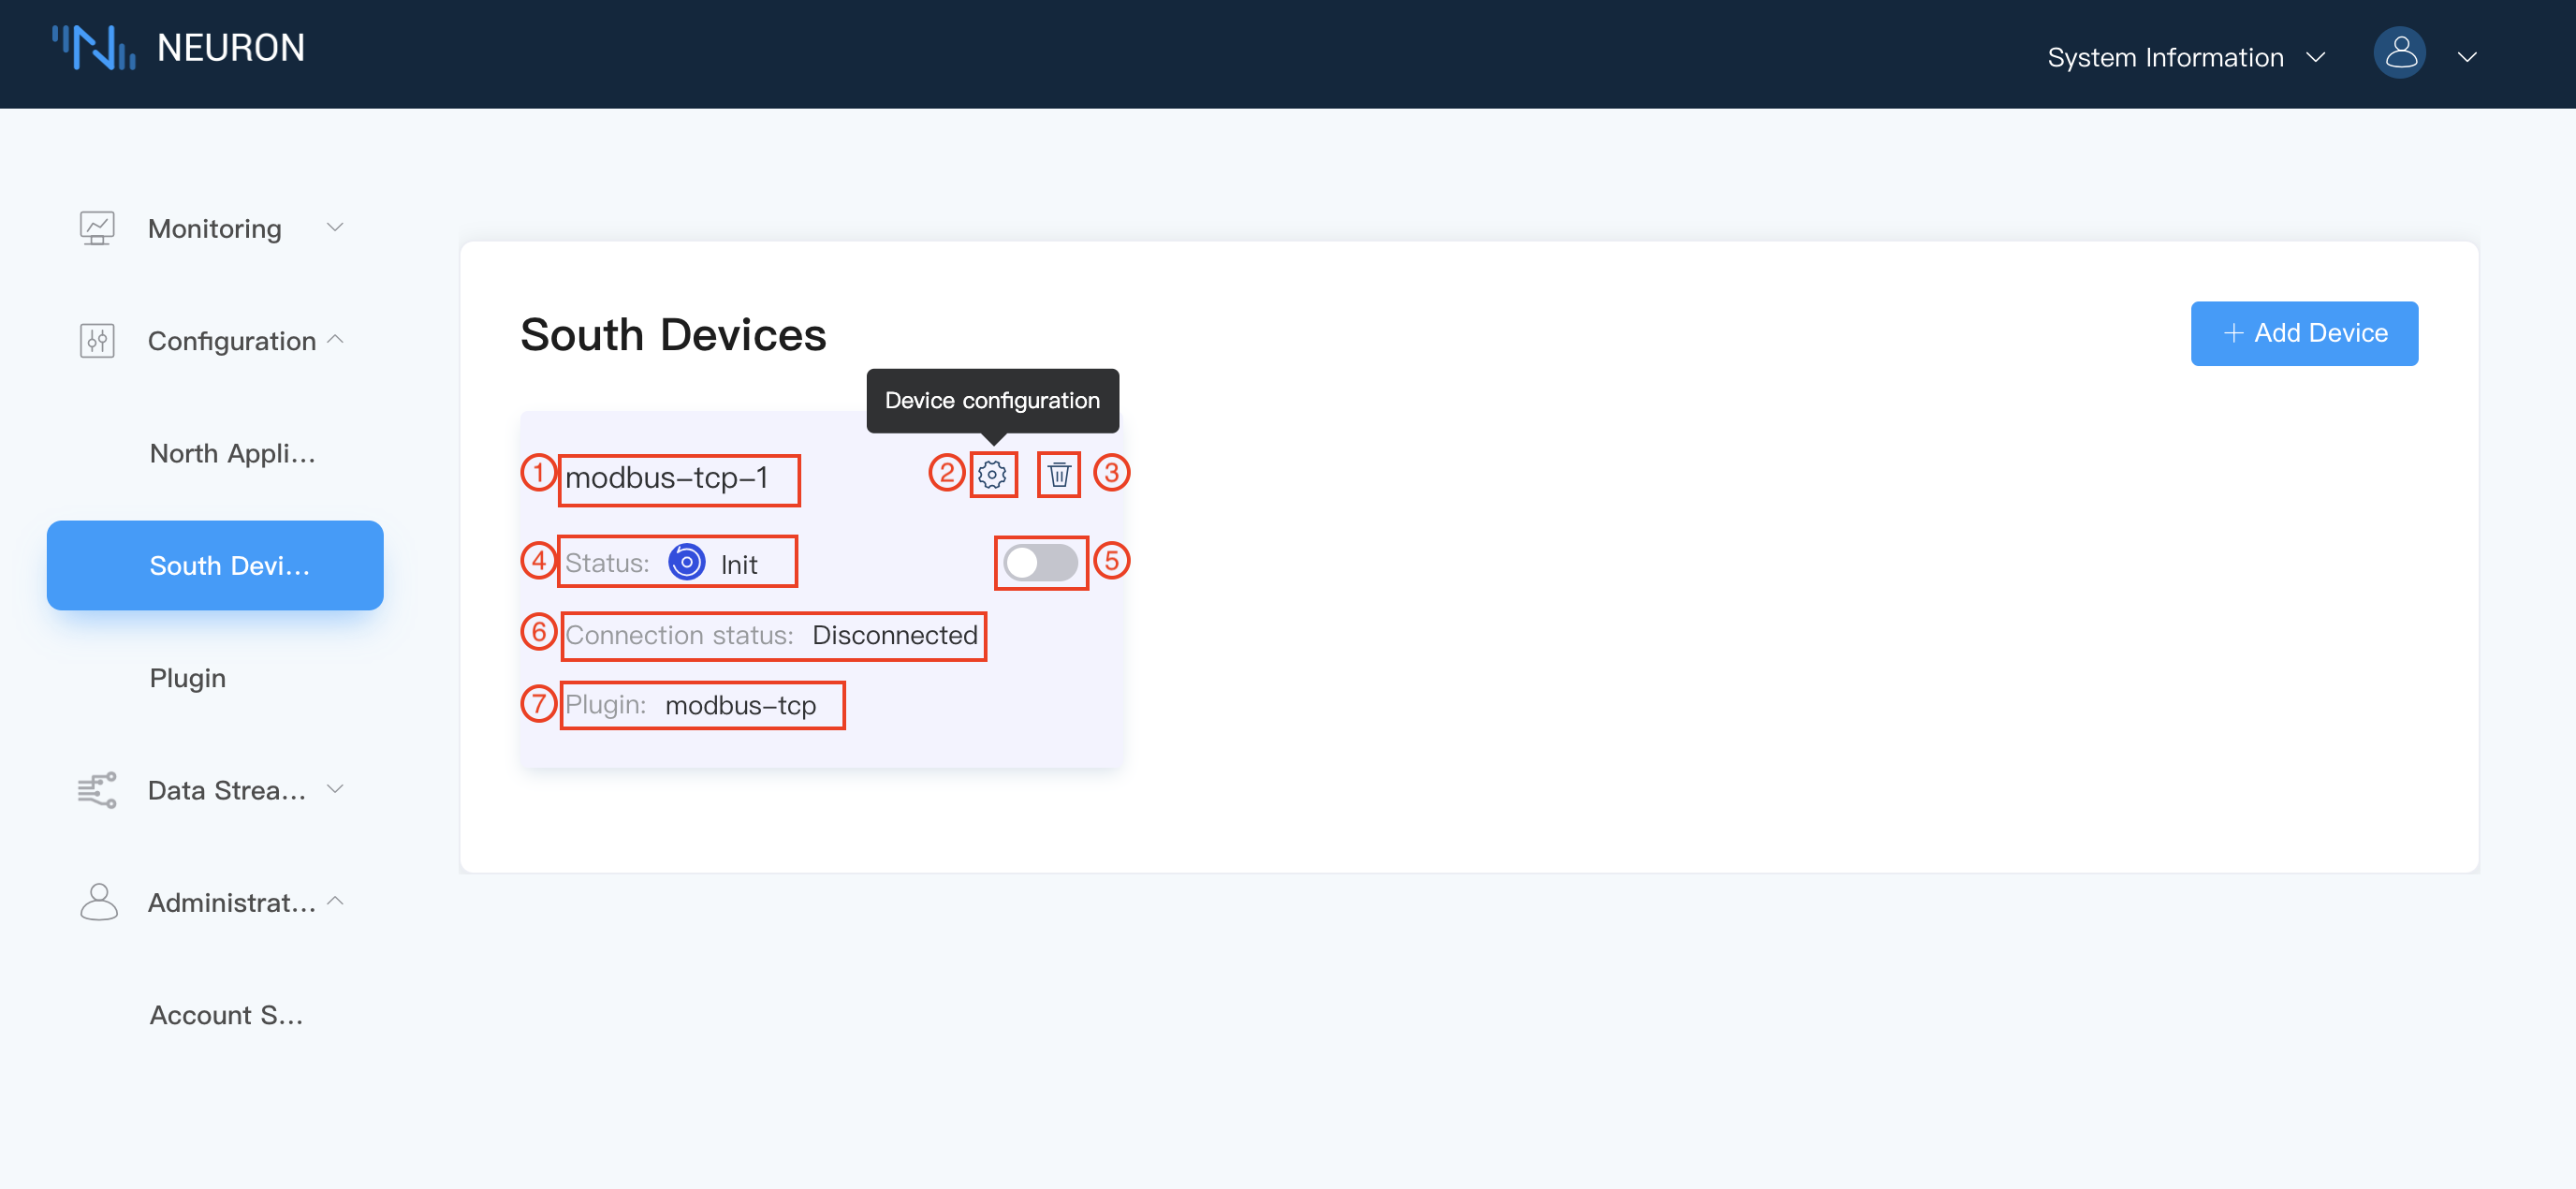 NEURON
System Information
Monitoring
Configuration
North Appli...
South Devi...
Plugin
Data Strea...
Administrat...
Account S...
South Devices
+ Add Device
Device configuration
① modbus-tcp-1 ② ③
④ Status: Init ⑤
⑥ Connection status: Disconnected
⑦ Plugin: modbus-tcp